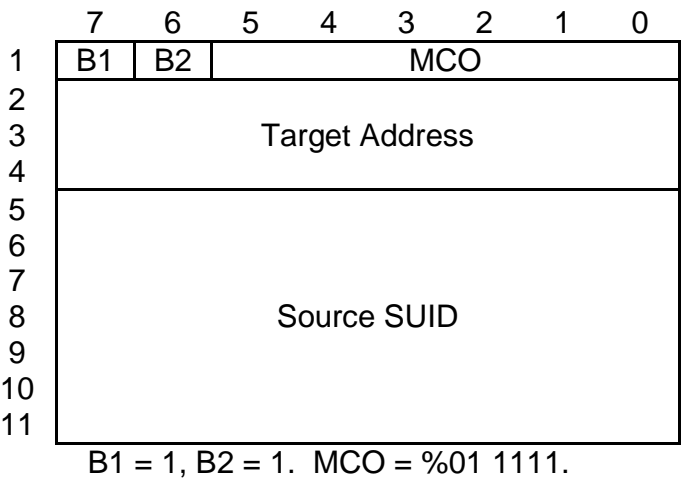 7 6 5 4 3 2 1 0
1 B1 B2 MCO
2
3 Target Address
4
5
6
7
8 Source SUID
9
10
11
B1 = 1, B2 = 1. MCO = %01 1111.